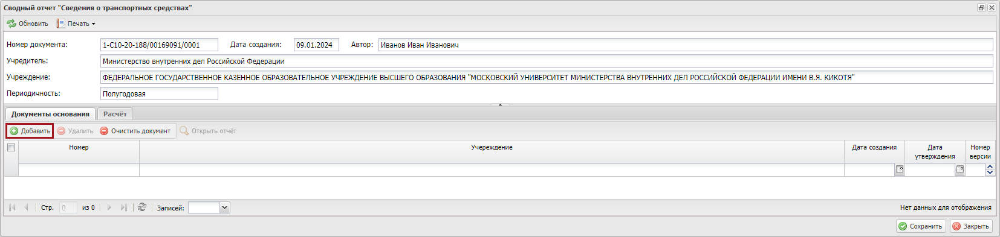 Сводный отчет "Сведения о транспортных средствах"
Обновить Печать
Номер документа: 1-С10-20-188/00169091/0001 Дата создания: 09.01.2024 Автор: Иванов Иван Иванович
Учредитель: Министерство внутренних дел Российской Федерации
Учреждение: ФЕДЕРАЛЬНОЕ ГОСУДАРСТВЕННОЕ КАЗЕННОЕ ОБРАЗОВАТЕЛЬНОЕ УЧРЕЖДЕНИЕ ВЫСШЕГО ОБРАЗОВАНИЯ "МОСКОВСКИЙ УНИВЕРСИТЕТ МИНИСТЕРСТВА ВНУТРЕННИХ ДЕЛ РОССИЙСКОЙ ФЕДЕРАЦИИ ИМЕНИ В.Я. КИКОТЯ"
Периодичность: Полугодовая
Документы основания Расчёт
Добавить Удалить Очистить документ Открыть отчёт
Номер Учереждение Дата создания Дата утверждения Номер версии
Стр. 0 из 0 Записей: Нет данных для отображения
Сохранить Закрыть